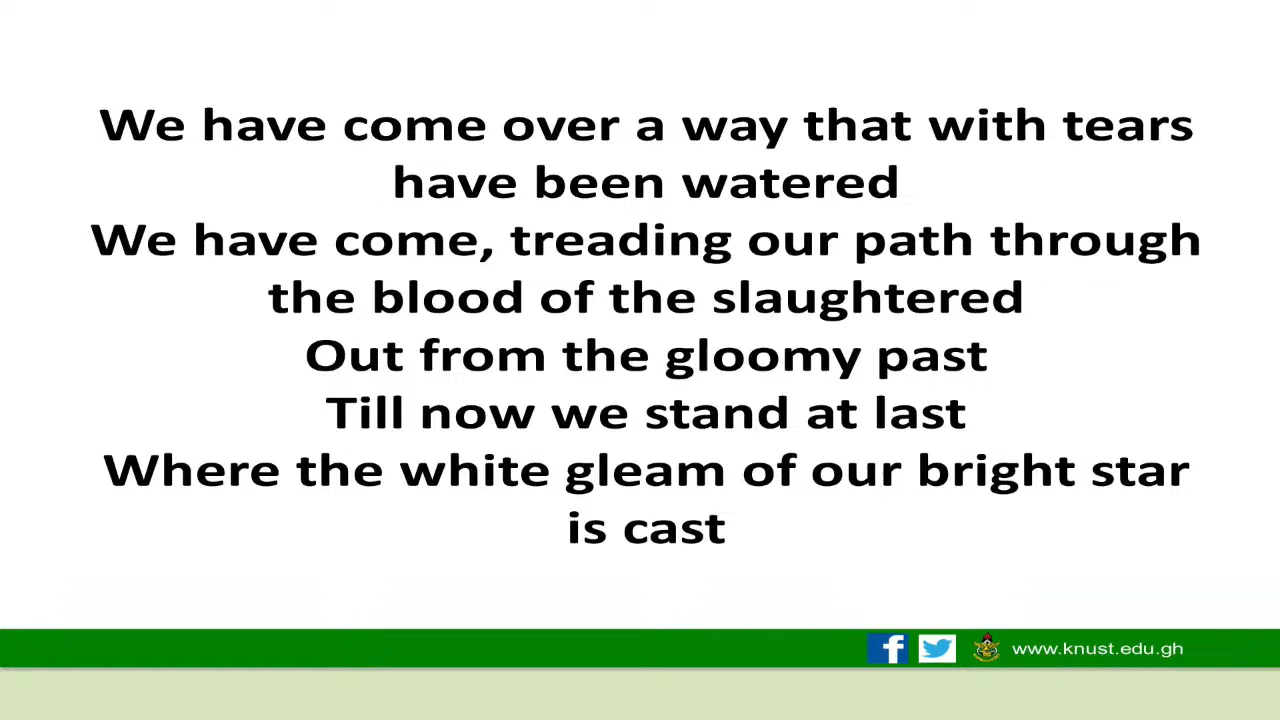 We have come over a way that with tears
have been watered
We have come, treading our path through
the blood of the slaughtered
Out from the gloomy past
Till now we stand at last
Where the white gleam of our bright star
is cast
www.knust.edu.gh